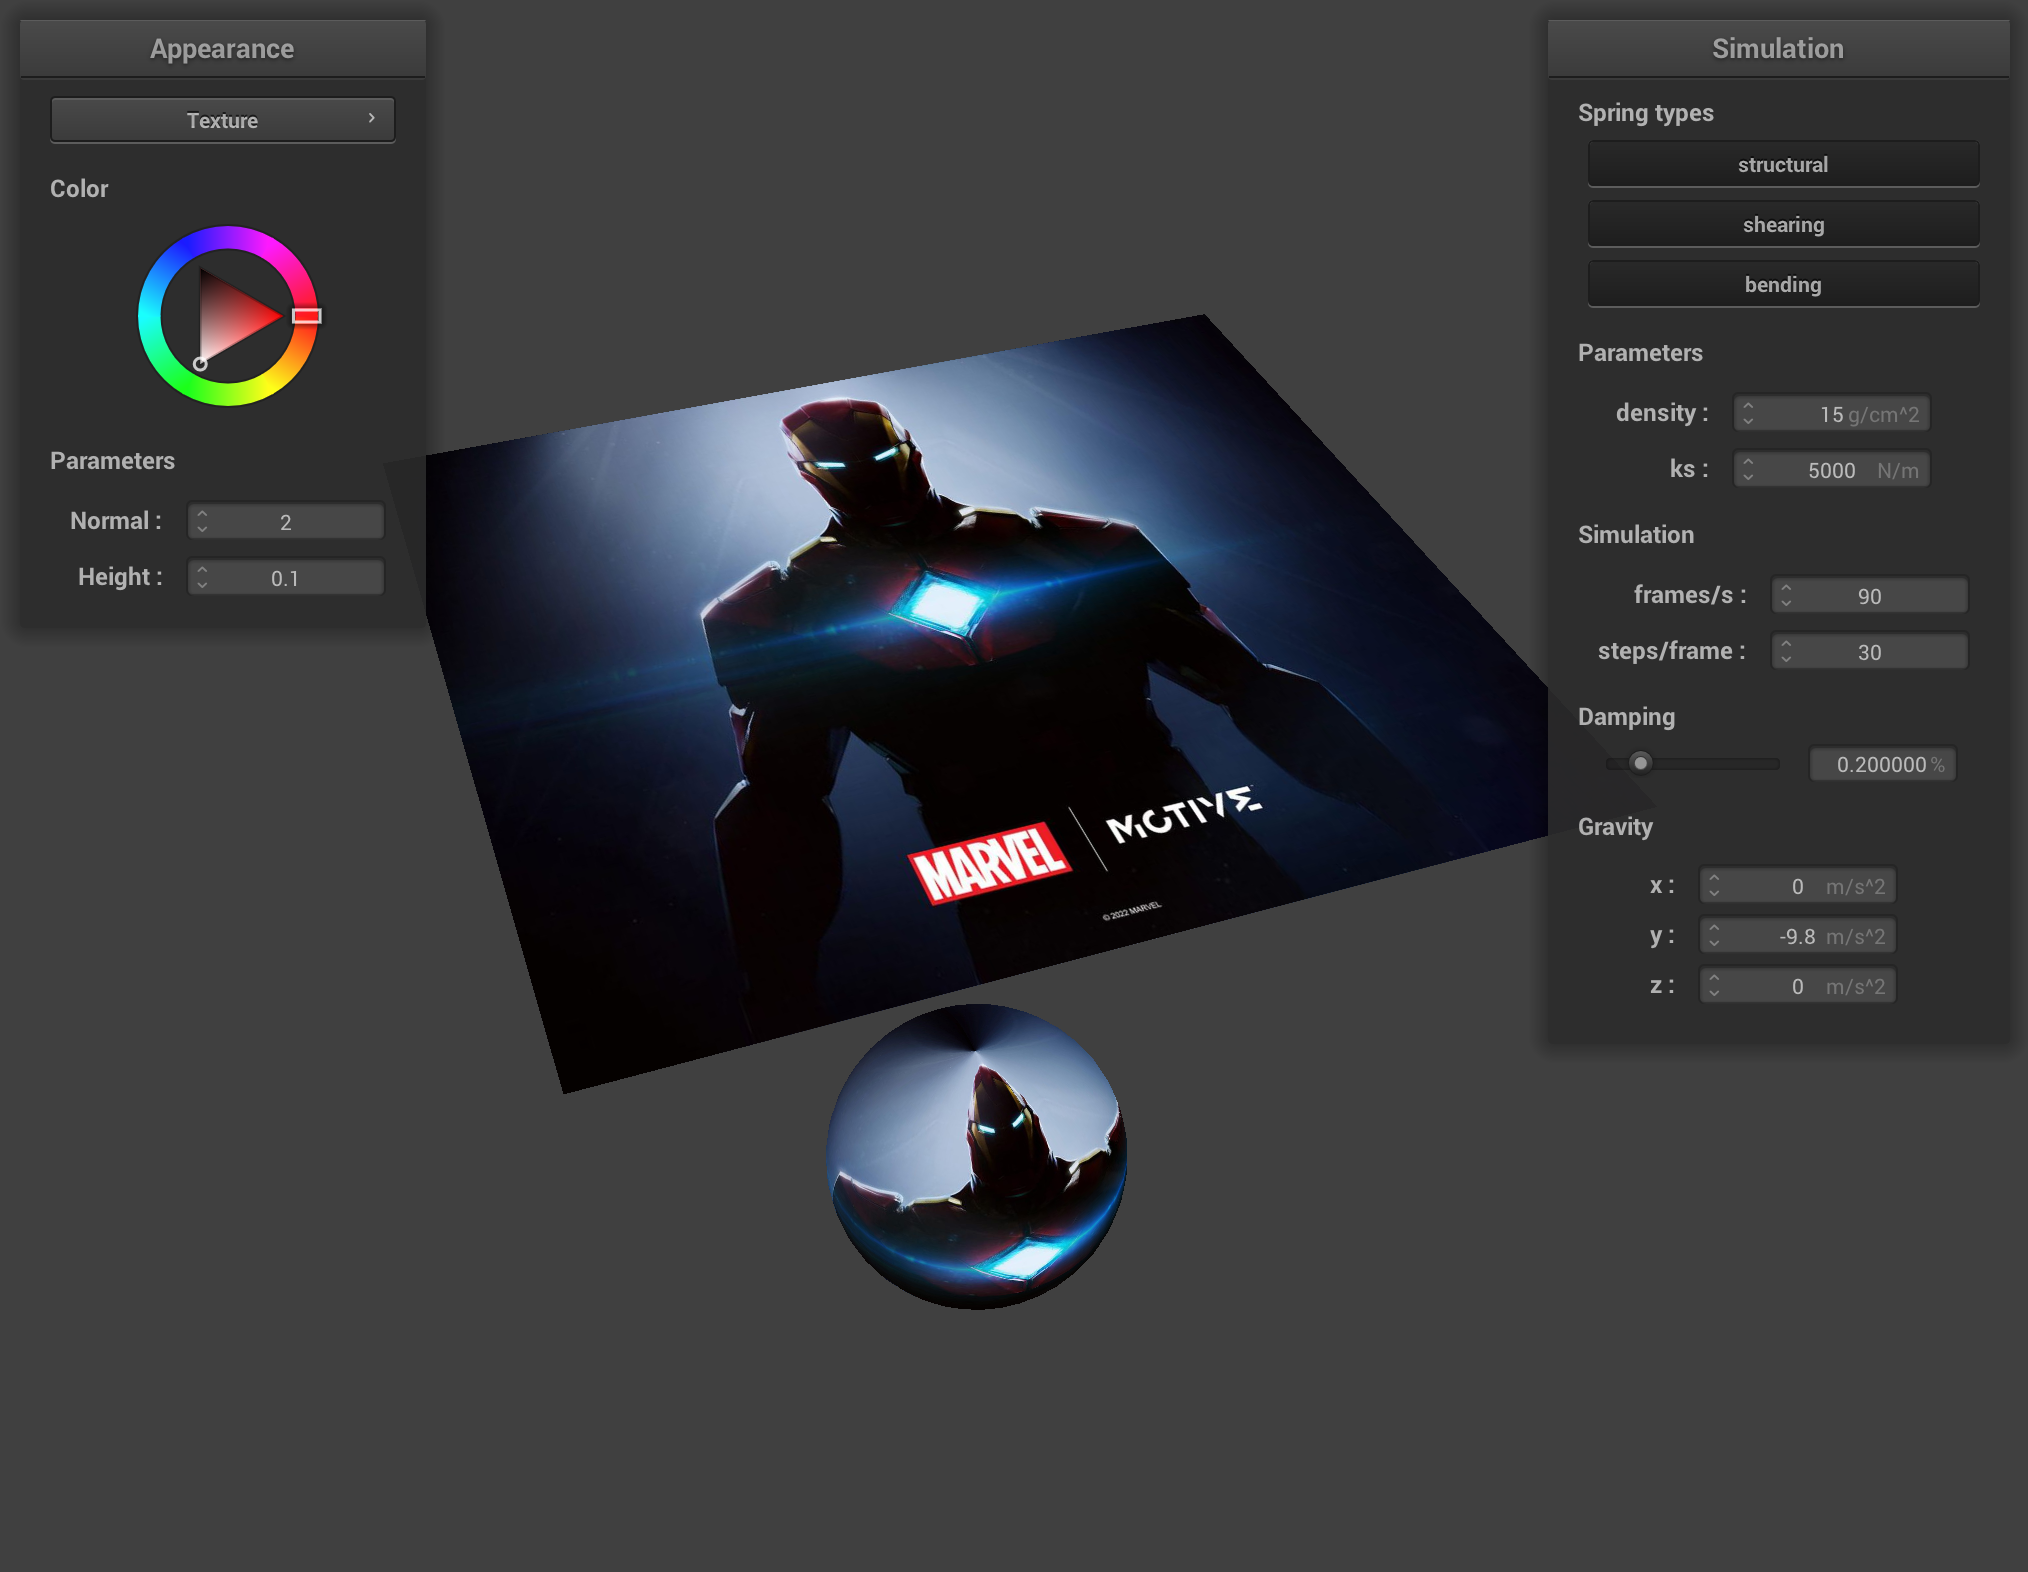 Appearance
Texture
Color
Parameters
Normal : 2
Height : 0.1
MARVEL MOTIVE
© 2022 MARVEL
Simulation
Spring types
structural
shearing
bending
Parameters
density : 15 g/cm^2
ks : 5000 N/m
Simulation
frames/s : 90
steps/frame : 30
Damping
0.200000 %
Gravity
x : 0 m/s^2
y : -9.8 m/s^2
z : 0 m/s^2